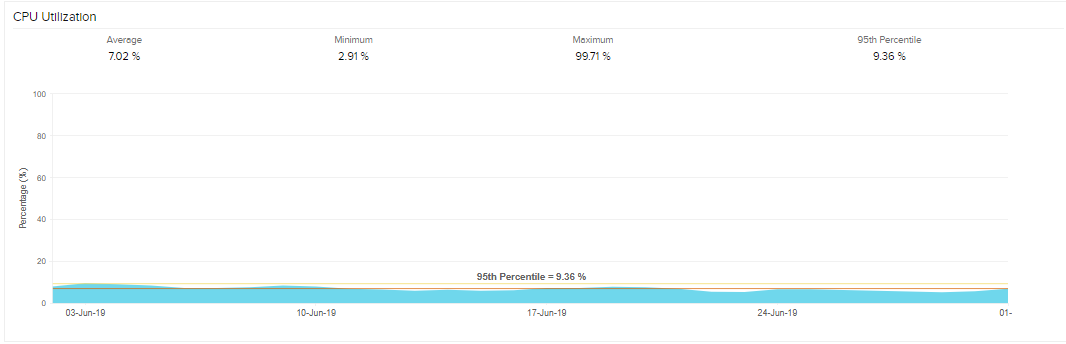 CPU Utilization
Average Minimum Maximum 95th Percentile
7.02 % 2.91 % 99.71 % 9.36 %
Percentage (%)
100
80
60
40
20
0
95th Percentile = 9.36 %
03-Jun-19 10-Jun-19 17-Jun-19 24-Jun-19 01-